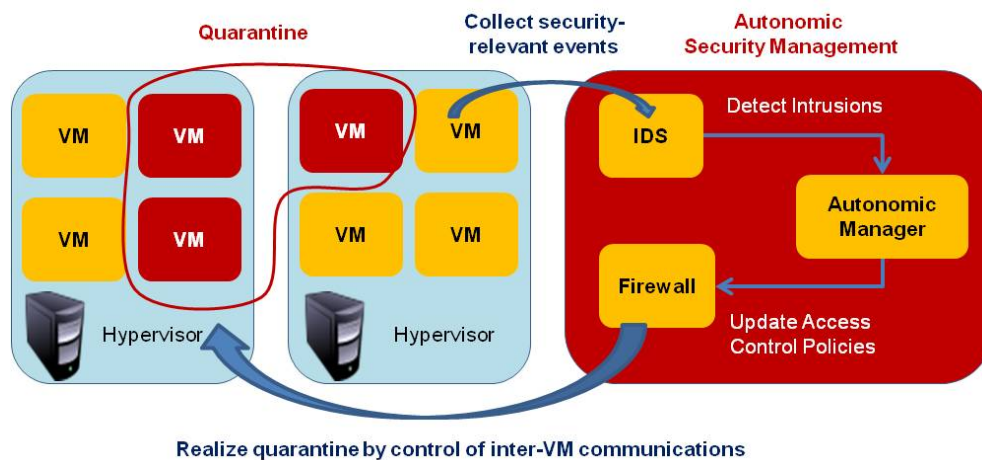 Quarantine
Collect security-
relevant events
Autonomic
Security Management
VM
VM
VM
VM
VM
VM
VM
VM
Hypervisor
Hypervisor
IDS
Detect Intrusions
Autonomic
Manager
Firewall
Update Access
Control Policies
Realize quarantine by control of inter-VM communications